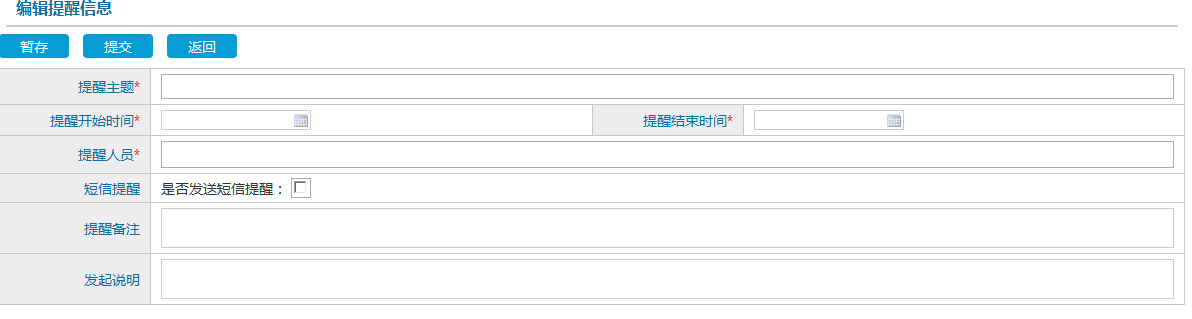 编辑提醒信息
暂存 提交 返回
提醒主题*
提醒开始时间* 提醒结束时间*
提醒人员*
短信提醒 是否发送短信提醒：
提醒备注
发起说明